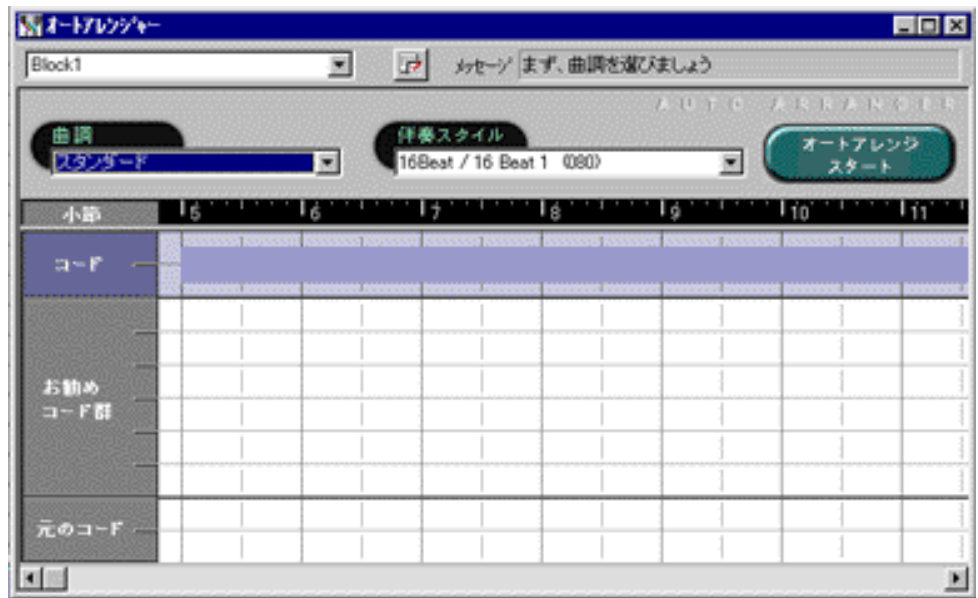 オートアレンジャー
Block1
メッセージ まず、曲調を選びましょう
AUTO ARRANGER
曲調
伴奏スタイル
スタンダード
16Beat / 16 Beat 1 (080)
オートアレンジ
スタート
小節 5 6 7 8 9 10 11
コード
お勧め
コード群
元のコード